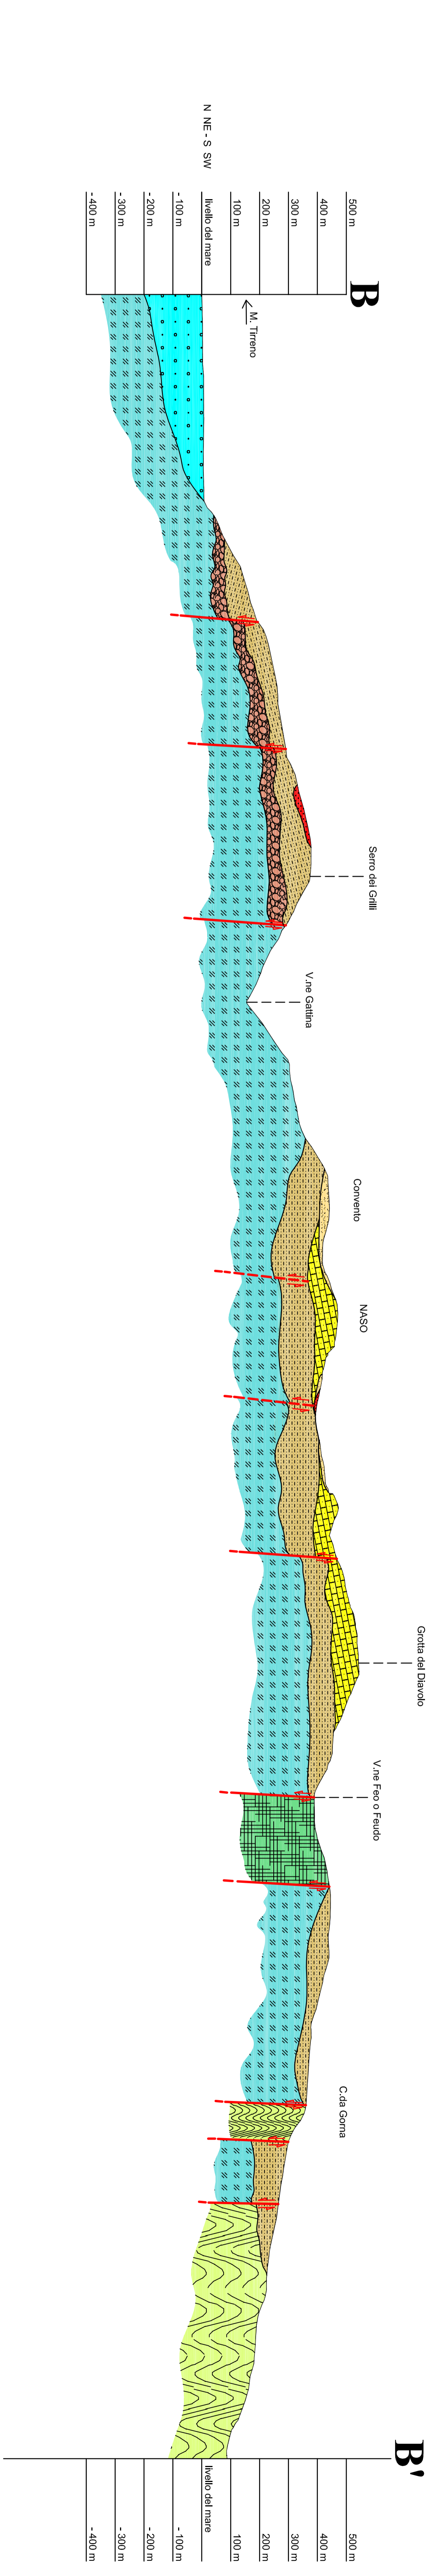 B
B'
N NE - S SW
500 m
400 m
300 m
200 m
100 m
livello del mare
- 100 m
- 200 m
- 300 m
- 400 m
M. Tirreno
Serro dei Grilli
V.ne Gattina
Convento
NASO
Grotta del Diavolo
V.ne Feo o Feudo
C.da Gorna
500 m
400 m
300 m
200 m
100 m
livello del mare
- 100 m
- 200 m
- 300 m
- 400 m